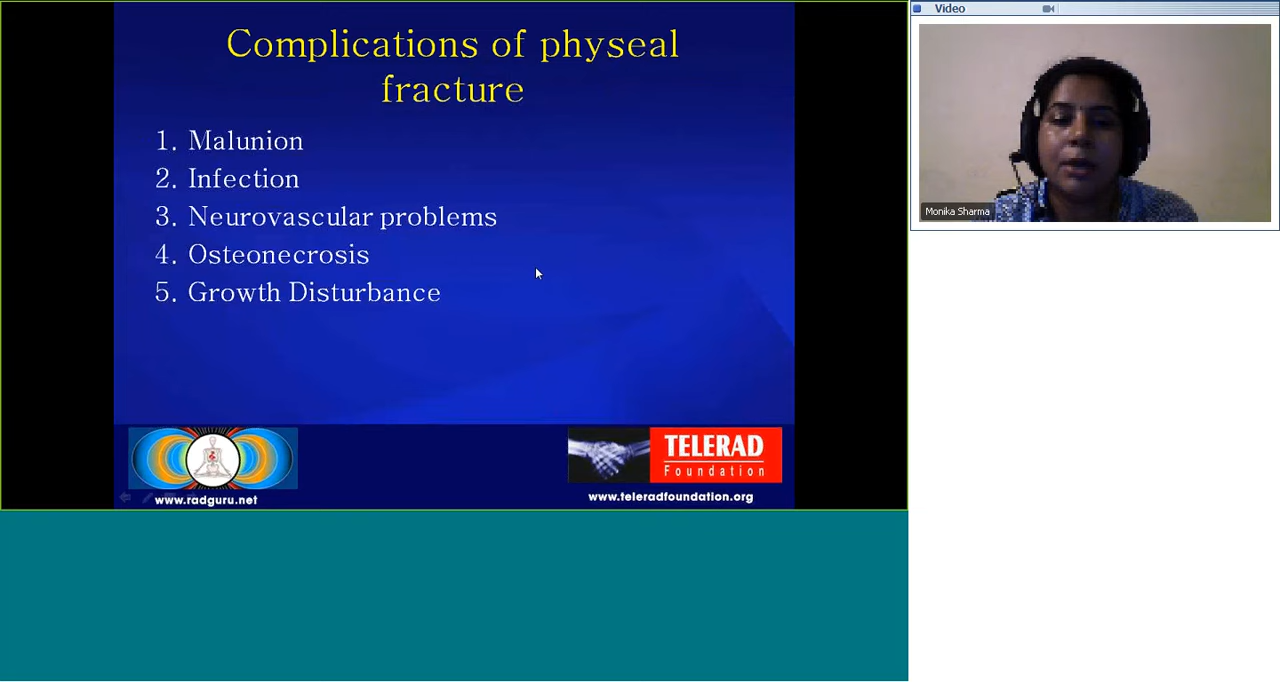 Complications of physeal
fracture
1. Malunion
2. Infection
3. Neurovascular problems
4. Osteonecrosis
5. Growth Disturbance
www.radguru.net
TELERAD
Foundation
www.teleradfoundation.org
Video
Monika Sharma